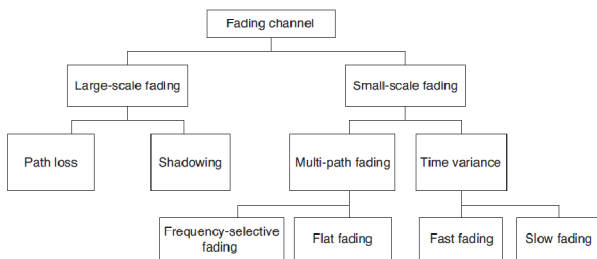 Fading channel
Large-scale fading
Small-scale fading
Path loss
Shadowing
Multi-path fading
Time variance
Frequency-selective
fading
Flat fading
Fast fading
Slow fading